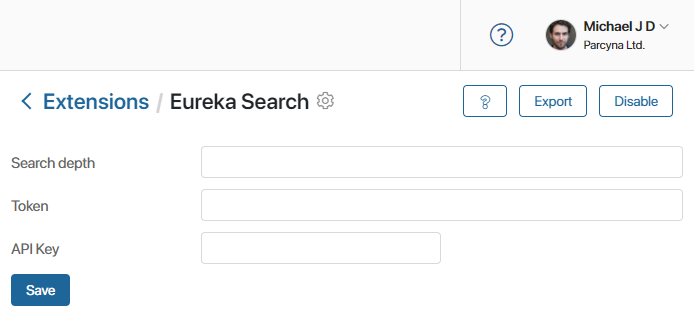 ?
Michael J D
Parcyna Ltd.
Extensions / Eureka Search
?
Export
Disable
Search depth
Token
API Key
Save